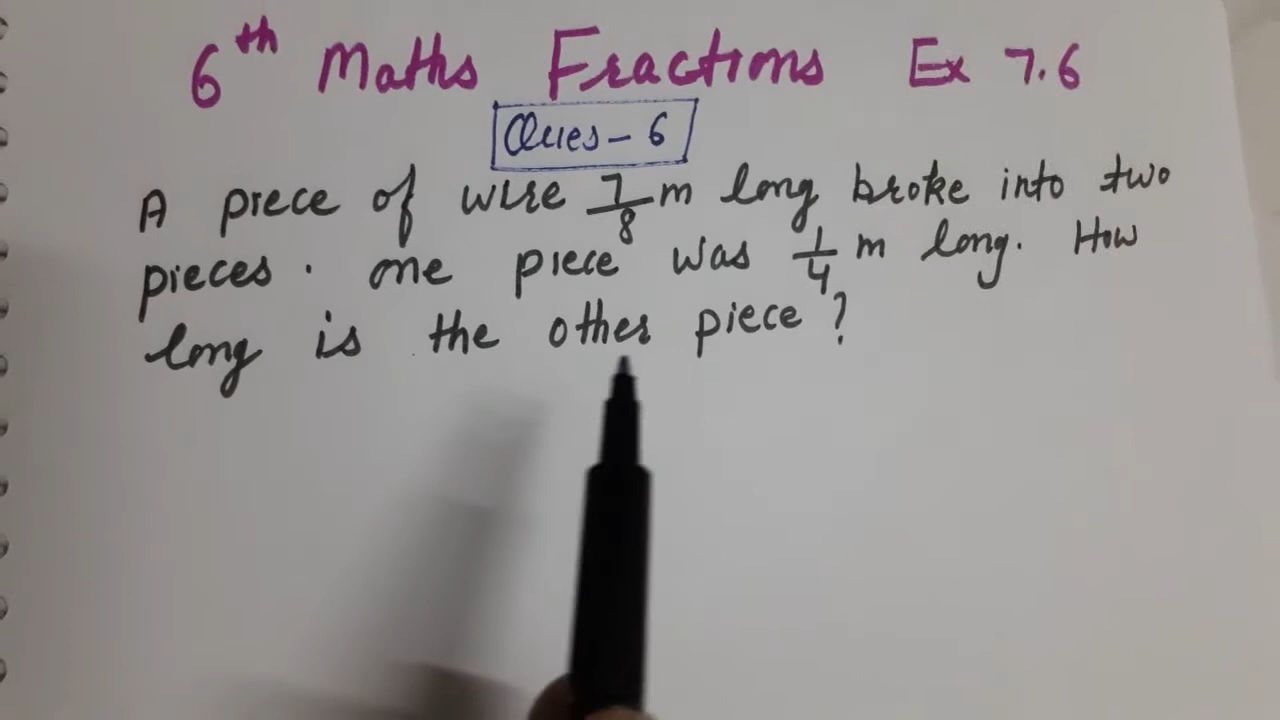 6th Maths Fractions Ex 7.6
Ques - 6
A piece of wire 7/8 m long broke into two
pieces. one piece was 1/4 m long. How
long is the other piece?